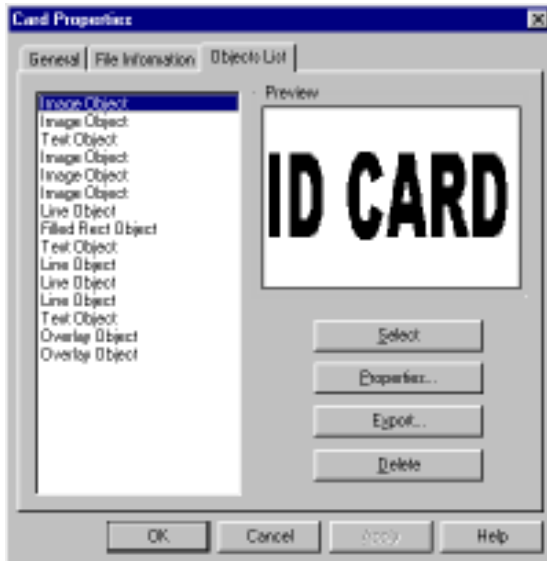 Card Properties
General File Information Objects List
Image Object
Image Object
Text Object
Image Object
Image Object
Image Object
Line Object
Filled Rect Object
Text Object
Line Object
Line Object
Line Object
Text Object
Overlay Object
Overlay Object
Preview
ID CARD
Select
Properties...
Export...
Delete
OK Cancel Apply Help